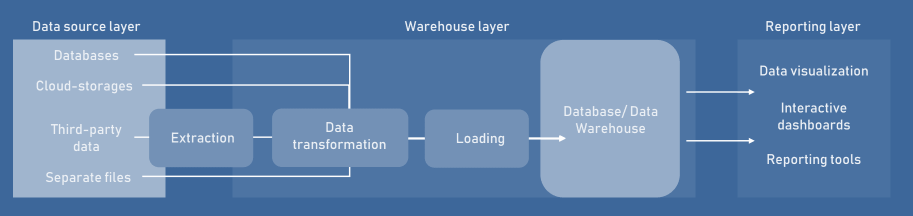 Data source layer
Warehouse layer
Reporting layer
Databases
Cloud-storages
Third-party
data
Separate files
Extraction
Data
transformation
Loading
Database/ Data
Warehouse
Data visualization
Interactive
dashboards
Reporting tools